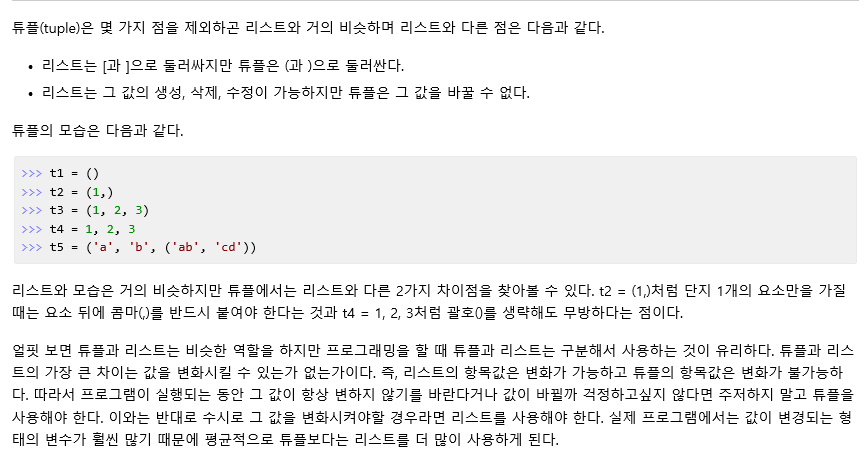 튜플(tuple)은 몇 가지 점을 제외하곤 리스트와 거의 비슷하며 리스트와 다른 점은 다음과 같다.
• 리스트는 [과 ]으로 둘러싸지만 튜플은 (과 )으로 둘러싼다.
• 리스트는 그 값의 생성, 삭제, 수정이 가능하지만 튜플은 그 값을 바꿀 수 없다.
튜플의 모습은 다음과 같다.
>>> t1 = ()
>>> t2 = (1,)
>>> t3 = (1, 2, 3)
>>> t4 = 1, 2, 3
>>> t5 = ('a', 'b', ('ab', 'cd'))
리스트와 모습은 거의 비슷하지만 튜플에서는 리스트와 다른 2가지 차이점을 찾아볼 수 있다. t2 = (1,)처럼 단지 1개의 요소만을 가질
때는 요소 뒤에 콤마(,)를 반드시 붙여야 한다는 것과 t4 = 1, 2, 3처럼 괄호()를 생략해도 무방하다는 점이다.
얼핏 보면 튜플과 리스트는 비슷한 역할을 하지만 프로그래밍을 할 때 튜플과 리스트는 구분해서 사용하는 것이 유리하다. 튜플과 리스
트의 가장 큰 차이는 값을 변화시킬 수 있는가 없는가이다. 즉, 리스트의 항목값은 변화가 가능하고 튜플의 항목값은 변화가 불가능하
다. 따라서 프로그램이 실행되는 동안 그 값이 항상 변하지 않기를 바란다거나 값이 바뀔까 걱정하고싶지 않다면 주저하지 말고 튜플을
사용해야 한다. 이와는 반대로 수시로 그 값을 변화시켜야할 경우라면 리스트를 사용해야 한다. 실제 프로그램에서는 값이 변경되는 형
태의 변수가 훨씬 많기 때문에 평균적으로 튜플보다는 리스트를 더 많이 사용하게 된다.